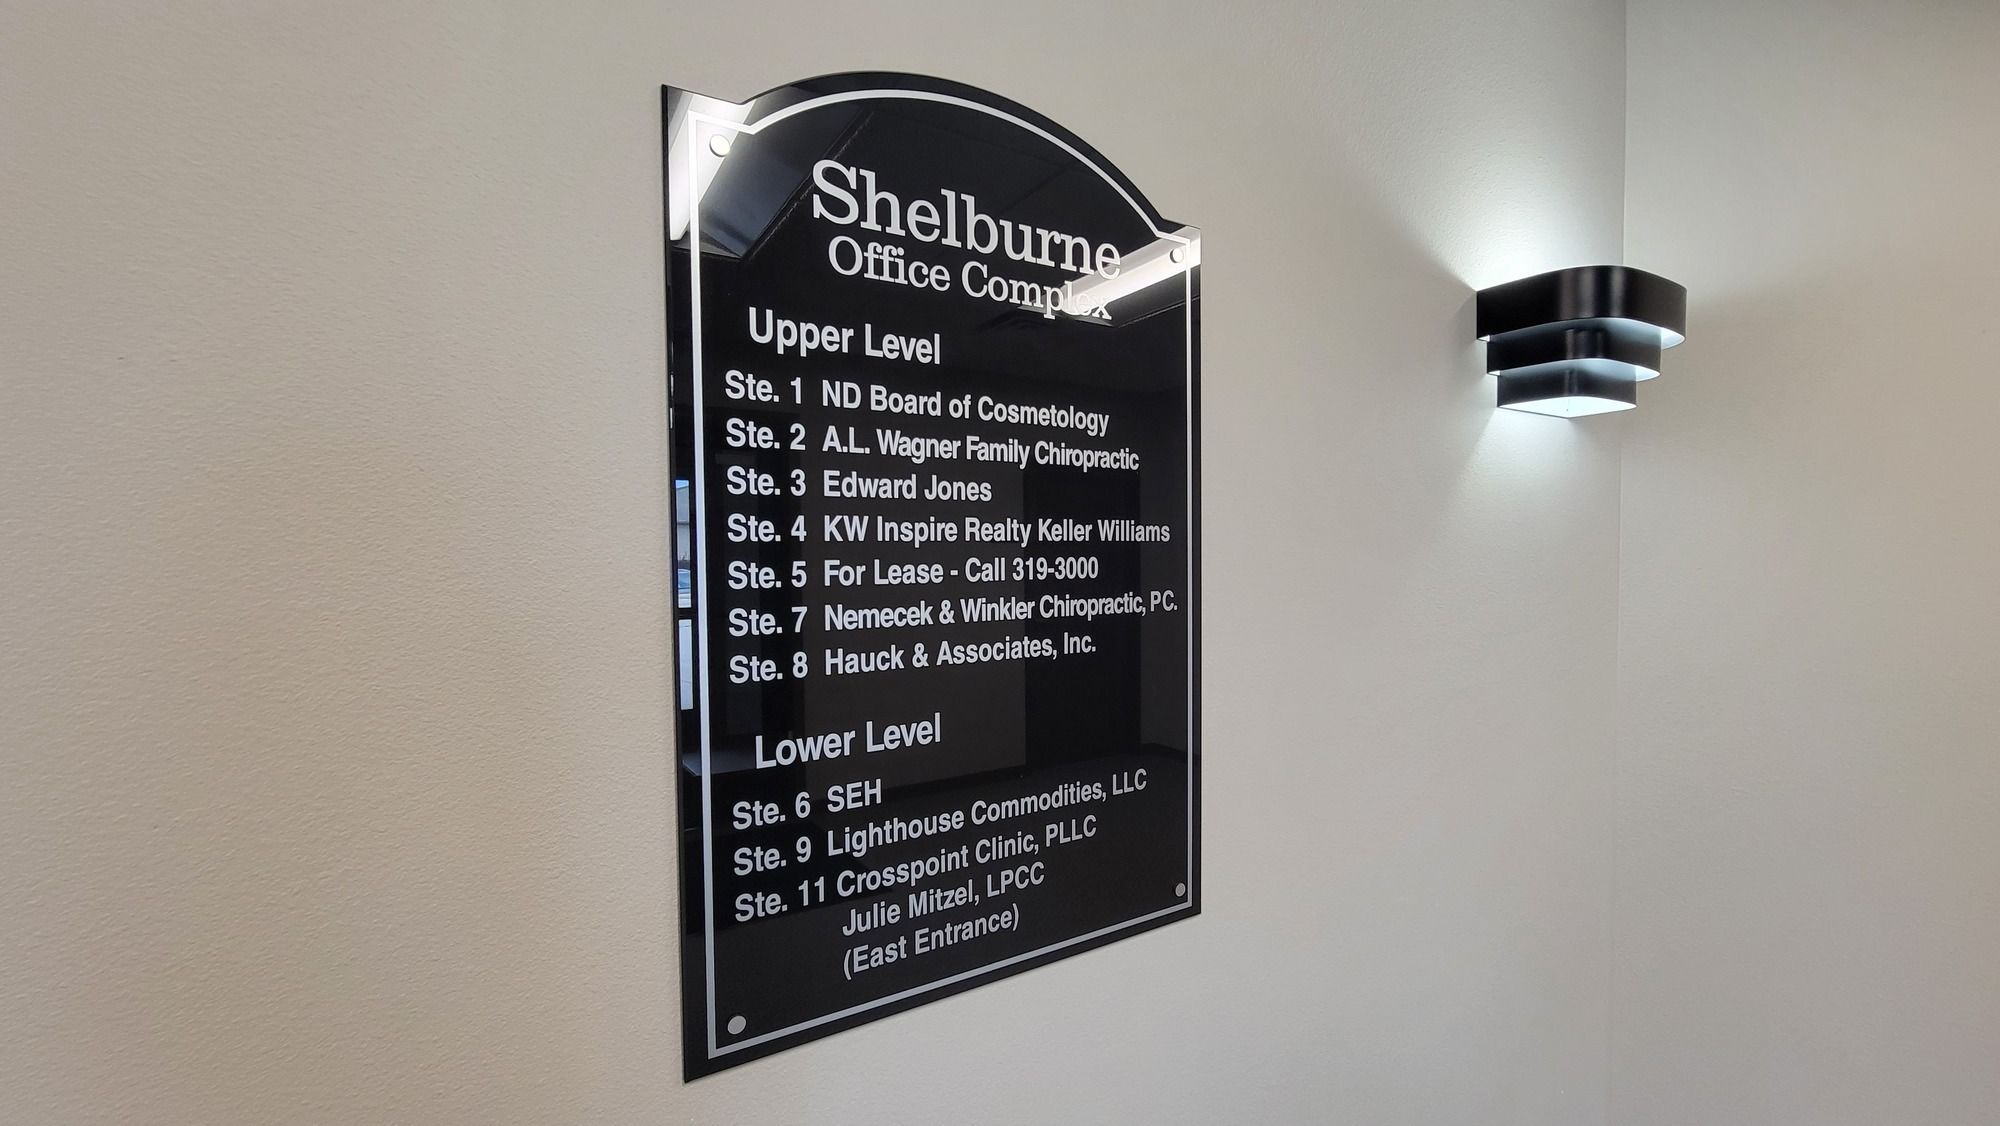 Shelburne
Office Complex
Upper Level
Ste. 1 ND Board of Cosmetology
Ste. 2 A.L. Wagner Family Chiropractic
Ste. 3 Edward Jones
Ste. 4 KW Inspire Realty Keller Williams
Ste. 5 For Lease - Call 319-3000
Ste. 7 Nemecek & Winkler Chiropractic, PC.
Ste. 8 Hauck & Associates, Inc.
Lower Level
Ste. 6 SEH
Ste. 9 Lighthouse Commodities, LLC
Ste. 11 Crosspoint Clinic, PLLC
Julie Mitzel, LPCC
(East Entrance)